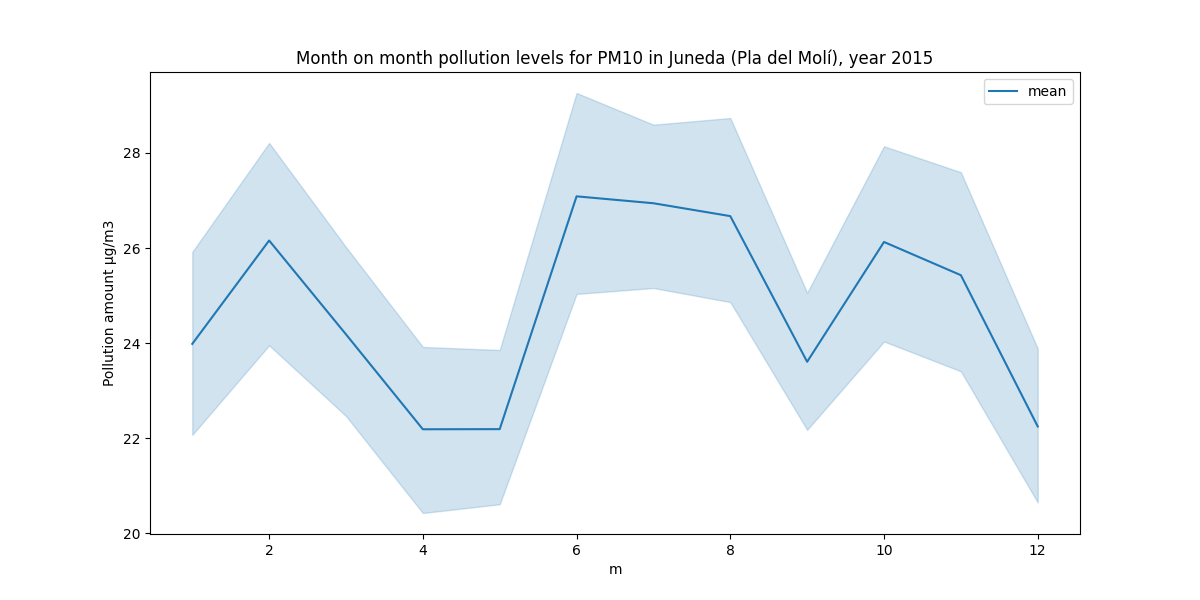 Month on month pollution levels for PM10 in Juneda (Pla del Molí), year 2015
mean
Pollution amount µg/m3
28
26
24
22
20
2 4 6 8 10 12
m